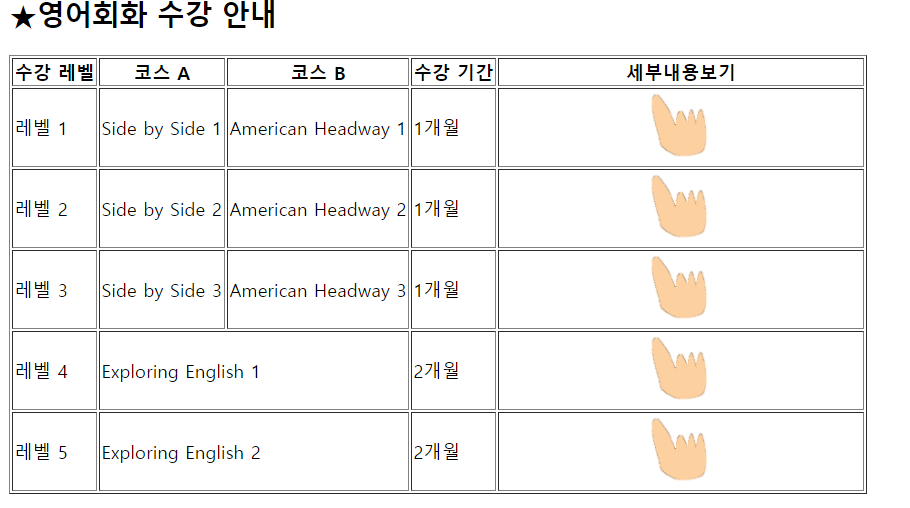 ★영어회화 수강 안내
수강 레벨 코스 A 코스 B 수강 기간 세부내용보기
레벨 1 Side by Side 1 American Headway 1 1개월
레벨 2 Side by Side 2 American Headway 2 1개월
레벨 3 Side by Side 3 American Headway 3 1개월
레벨 4 Exploring English 1 2개월
레벨 5 Exploring English 2 2개월